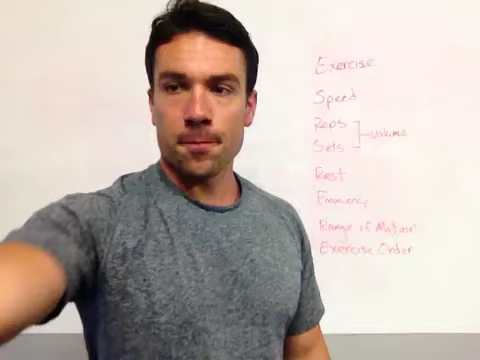 Exercise
Speed
Reps
Sets
volume
Rest
Frequency
Range of Motion
Exercise Order